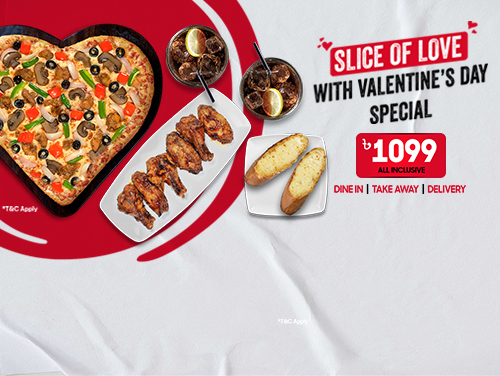 SLICE OF LOVE
WITH VALENTINE'S DAY
SPECIAL
৳1099
ALL INCLUSIVE
DINE IN | TAKE AWAY | DELIVERY
*T&C Apply
*T&C Apply